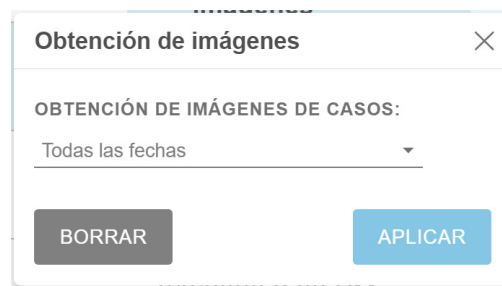 Obtención de imágenes
OBTENCIÓN DE IMÁGENES DE CASOS:
Todas las fechas
BORRAR
APLICAR